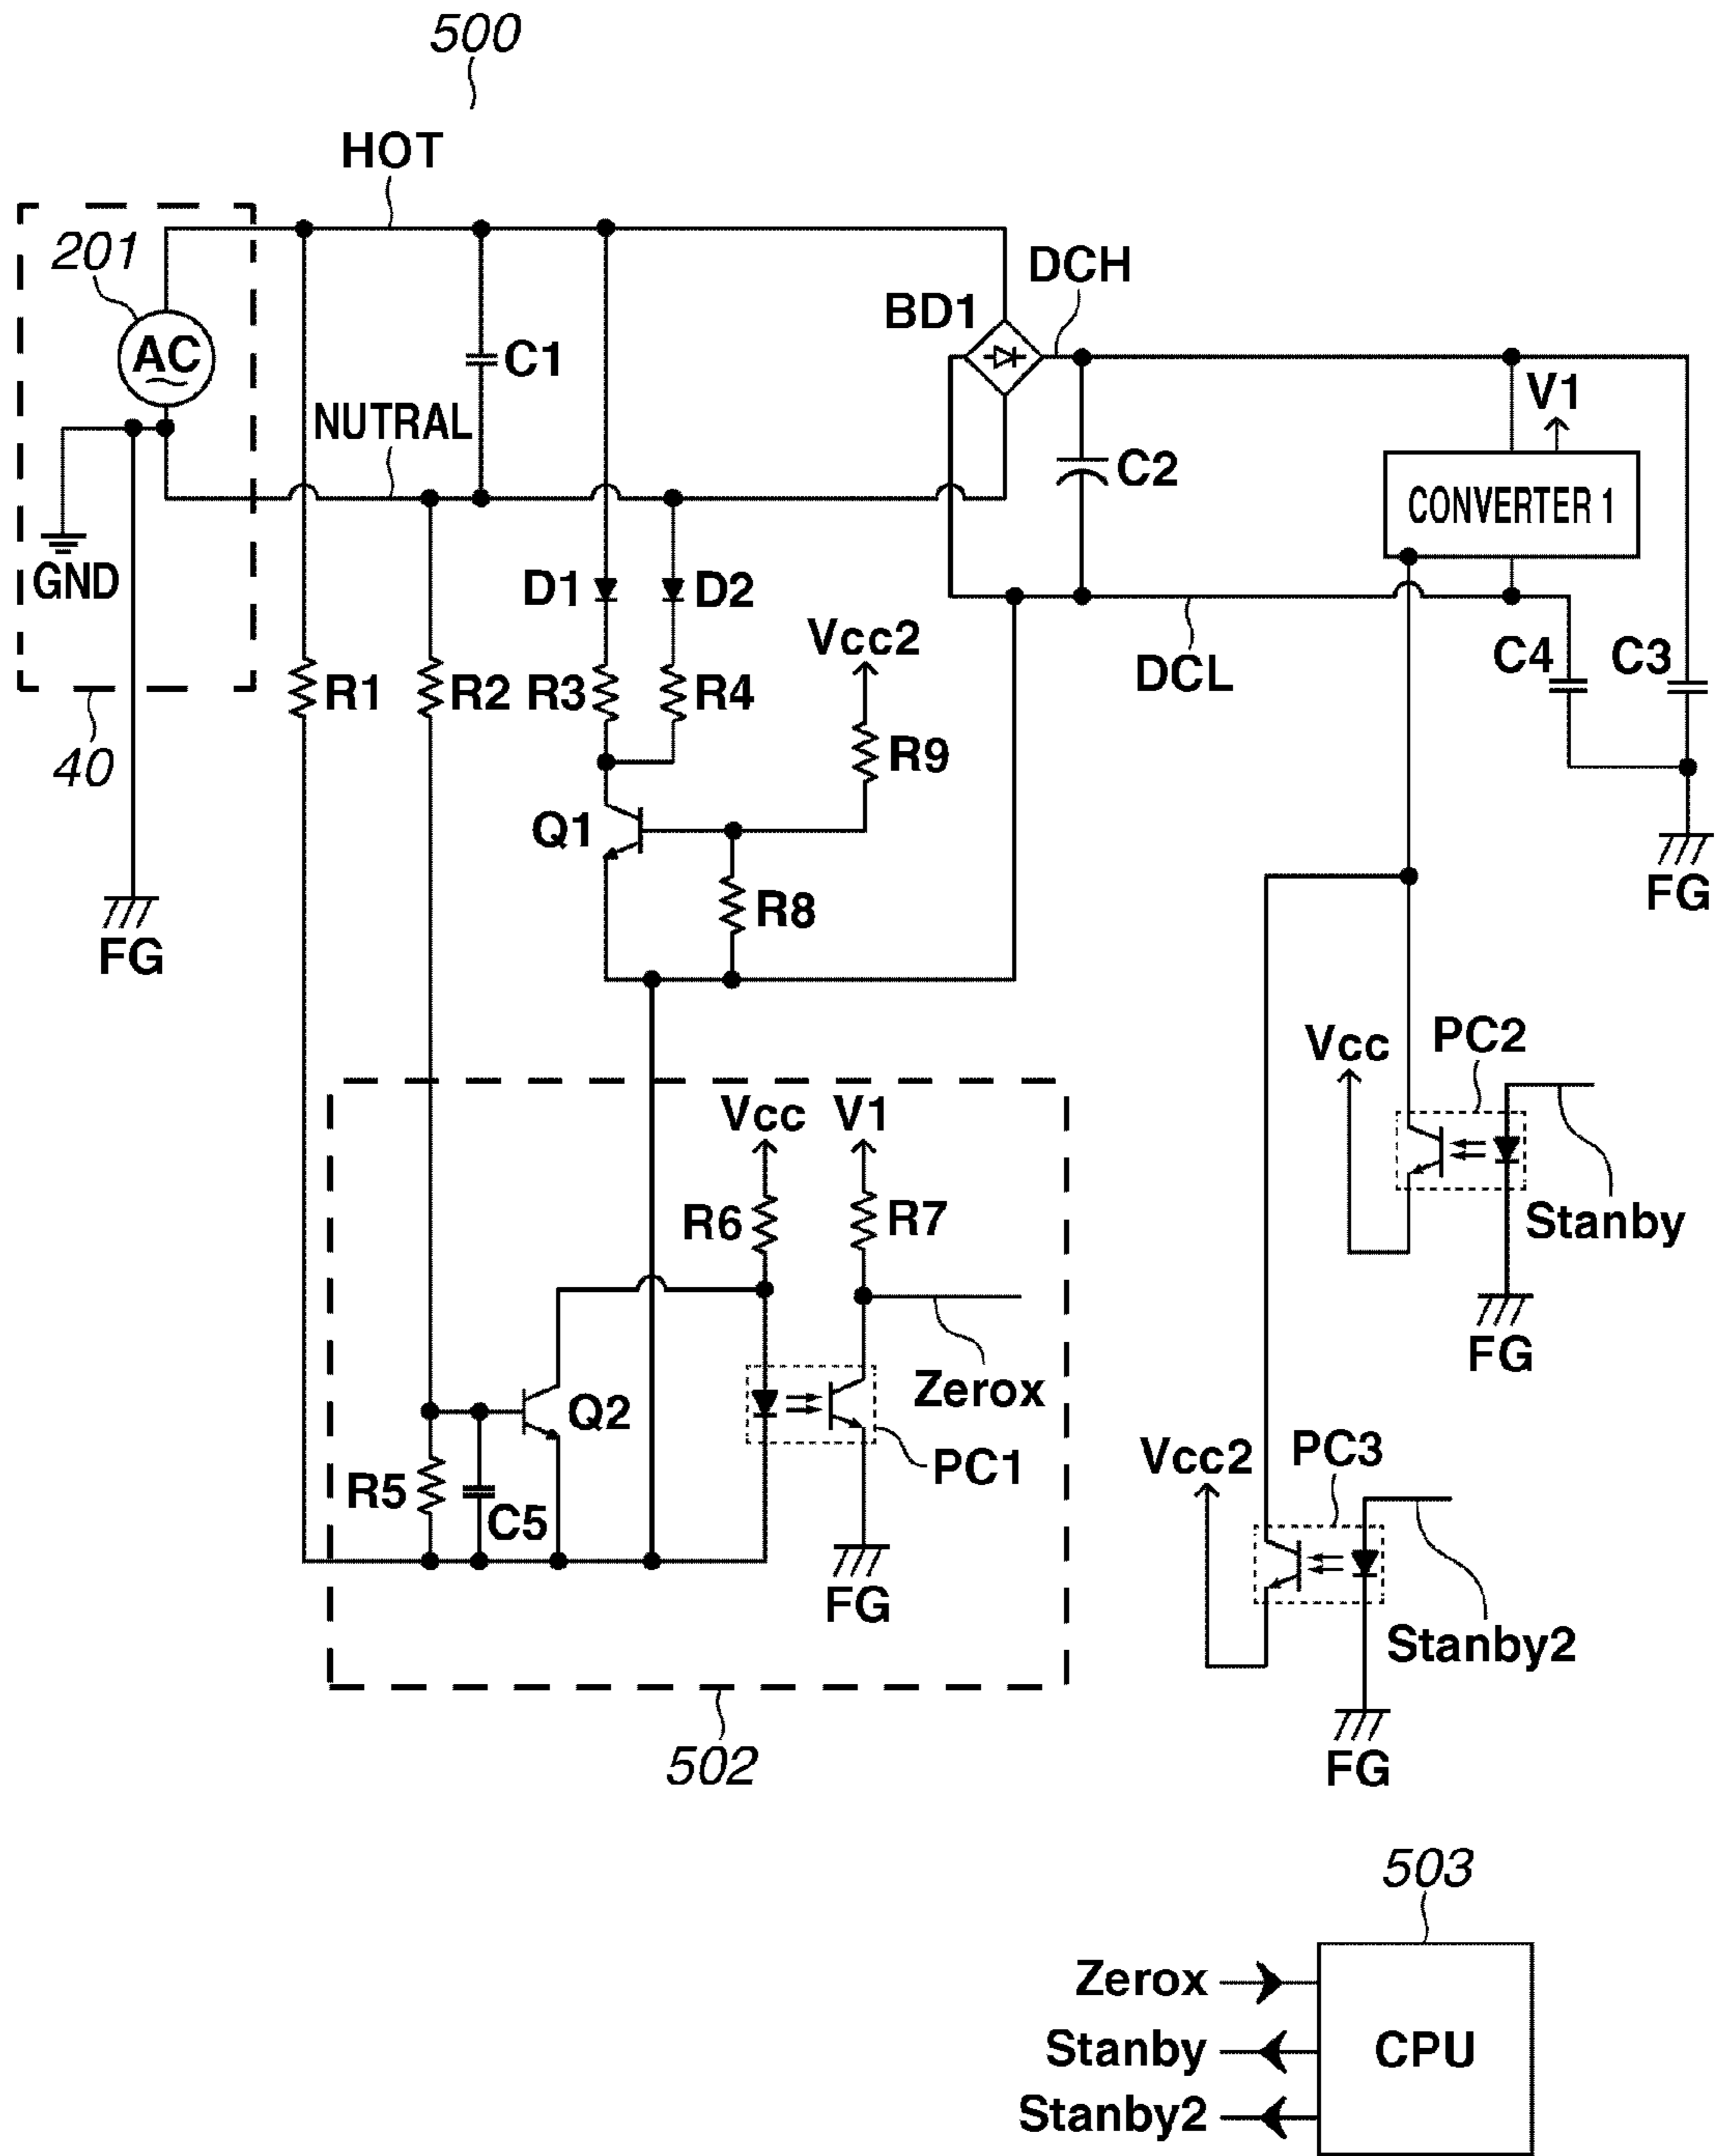 500
HOT
201
AC
DCH
BD1
C1
V1
NUTRAL
C2
CONVERTER 1
GND
D1
D2
Vcc2
DCL
C4
C3
R1
R2
R3
R4
R9
40
Q1
R8
FG
FG
Vcc
PC2
Vcc
V1
R6
R7
Stanby
FG
Zerox
Q2
PC1
Vcc2
PC3
R5
C5
FG
Stanby2
502
FG
503
Zerox
Stanby
CPU
Stanby2